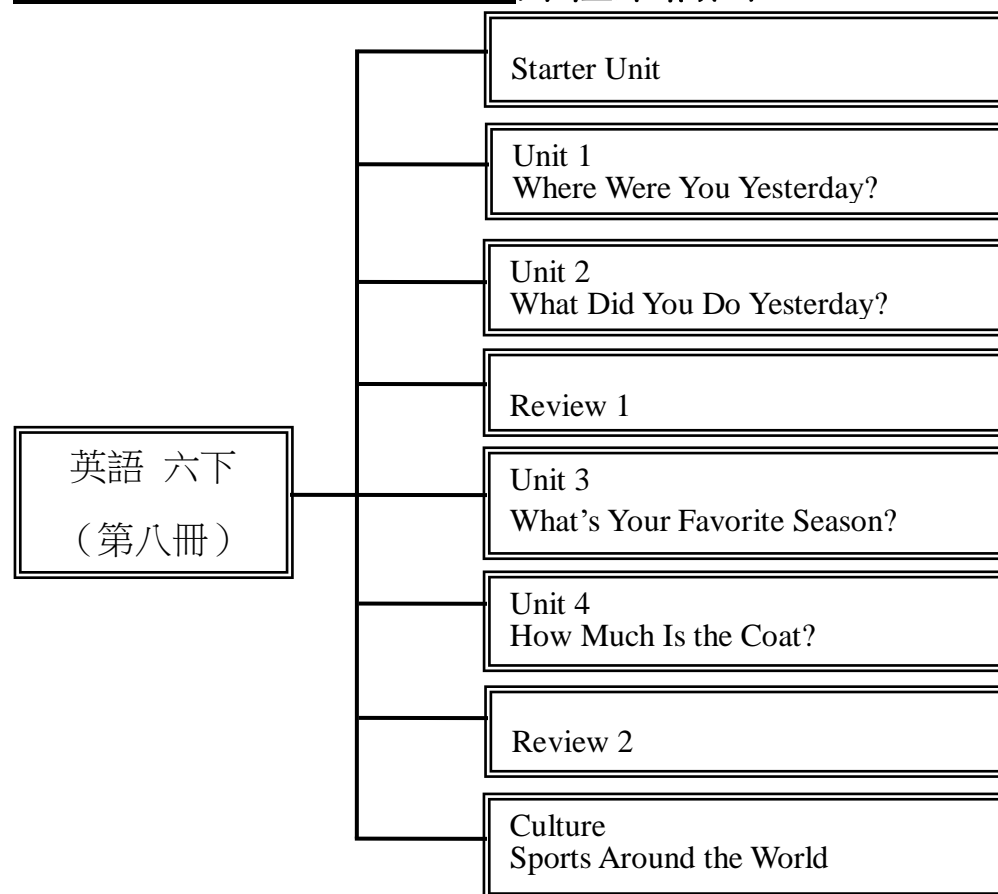 Starter Unit
Unit 1
Where Were You Yesterday?
Unit 2
What Did You Do Yesterday?
Review 1
英語 六下
（第八冊）
Unit 3
What’s Your Favorite Season?
Unit 4
How Much Is the Coat?
Review 2
Culture
Sports Around the World